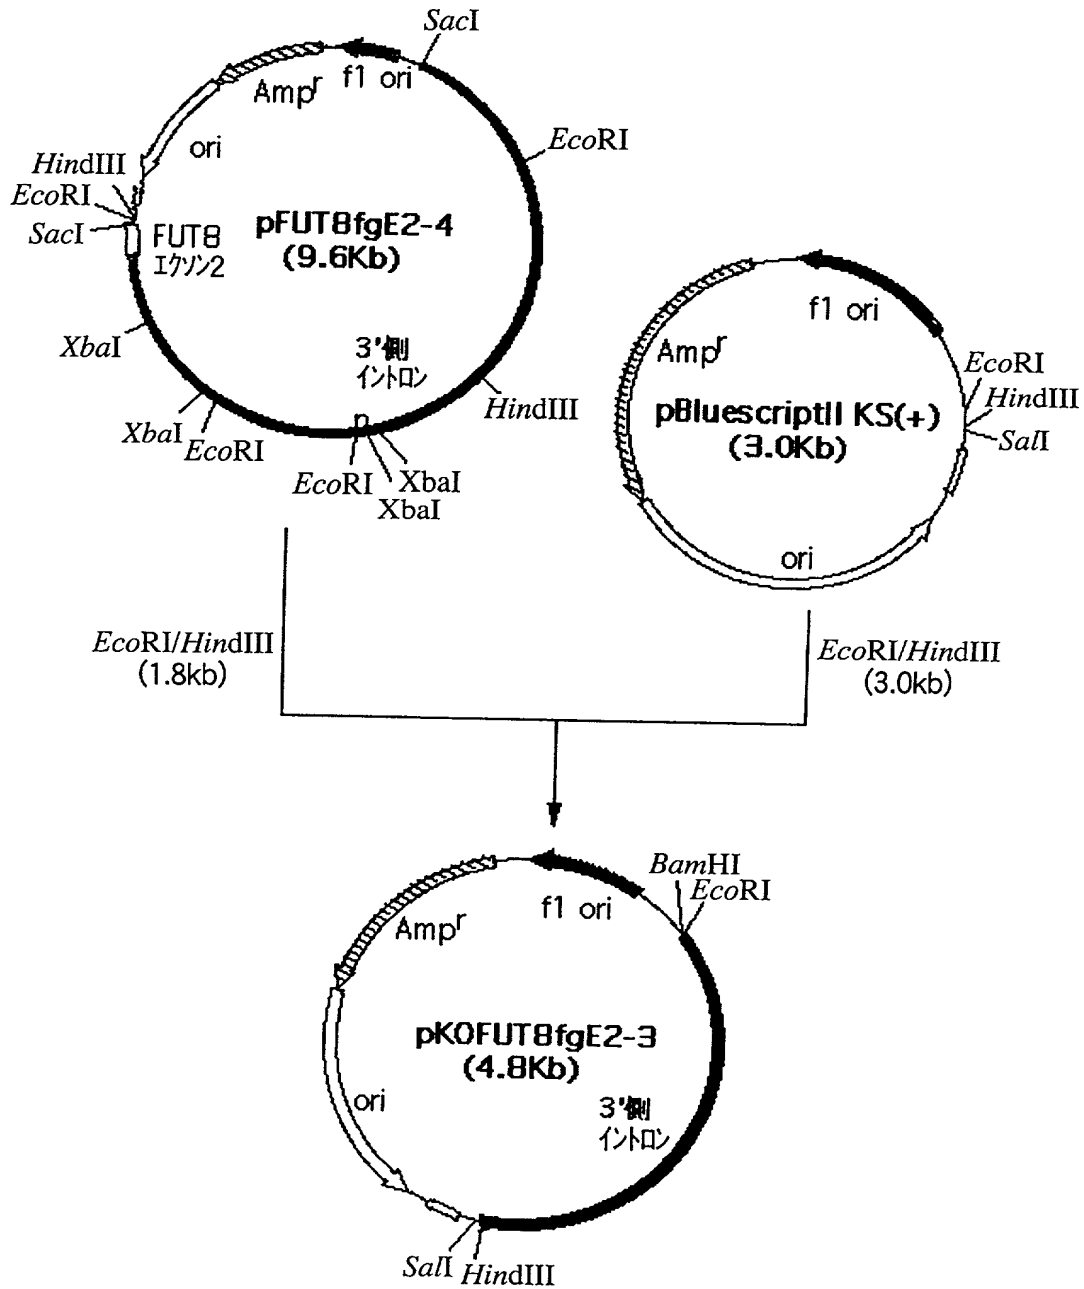 SacI
f1 ori
Ampr
EcoRI
ori
HindIII
EcoRI
SacI
FUT8
エクソン2
pFUT8fgE2-4
(9.6Kb)
XbaI
3'側
イントロン
HindIII
XbaI
EcoRI
EcoRI
XbaI
XbaI
f1 ori
Ampr
EcoRI
HindIII
SalI
pBluescriptII KS(+)
(3.0Kb)
ori
EcoRI/HindIII
(1.8kb)
EcoRI/HindIII
(3.0kb)
BamHI
EcoRI
f1 ori
Ampr
pKOFUT8fgE2-3
(4.8Kb)
ori
3'側
イントロン
SalI
HindIII